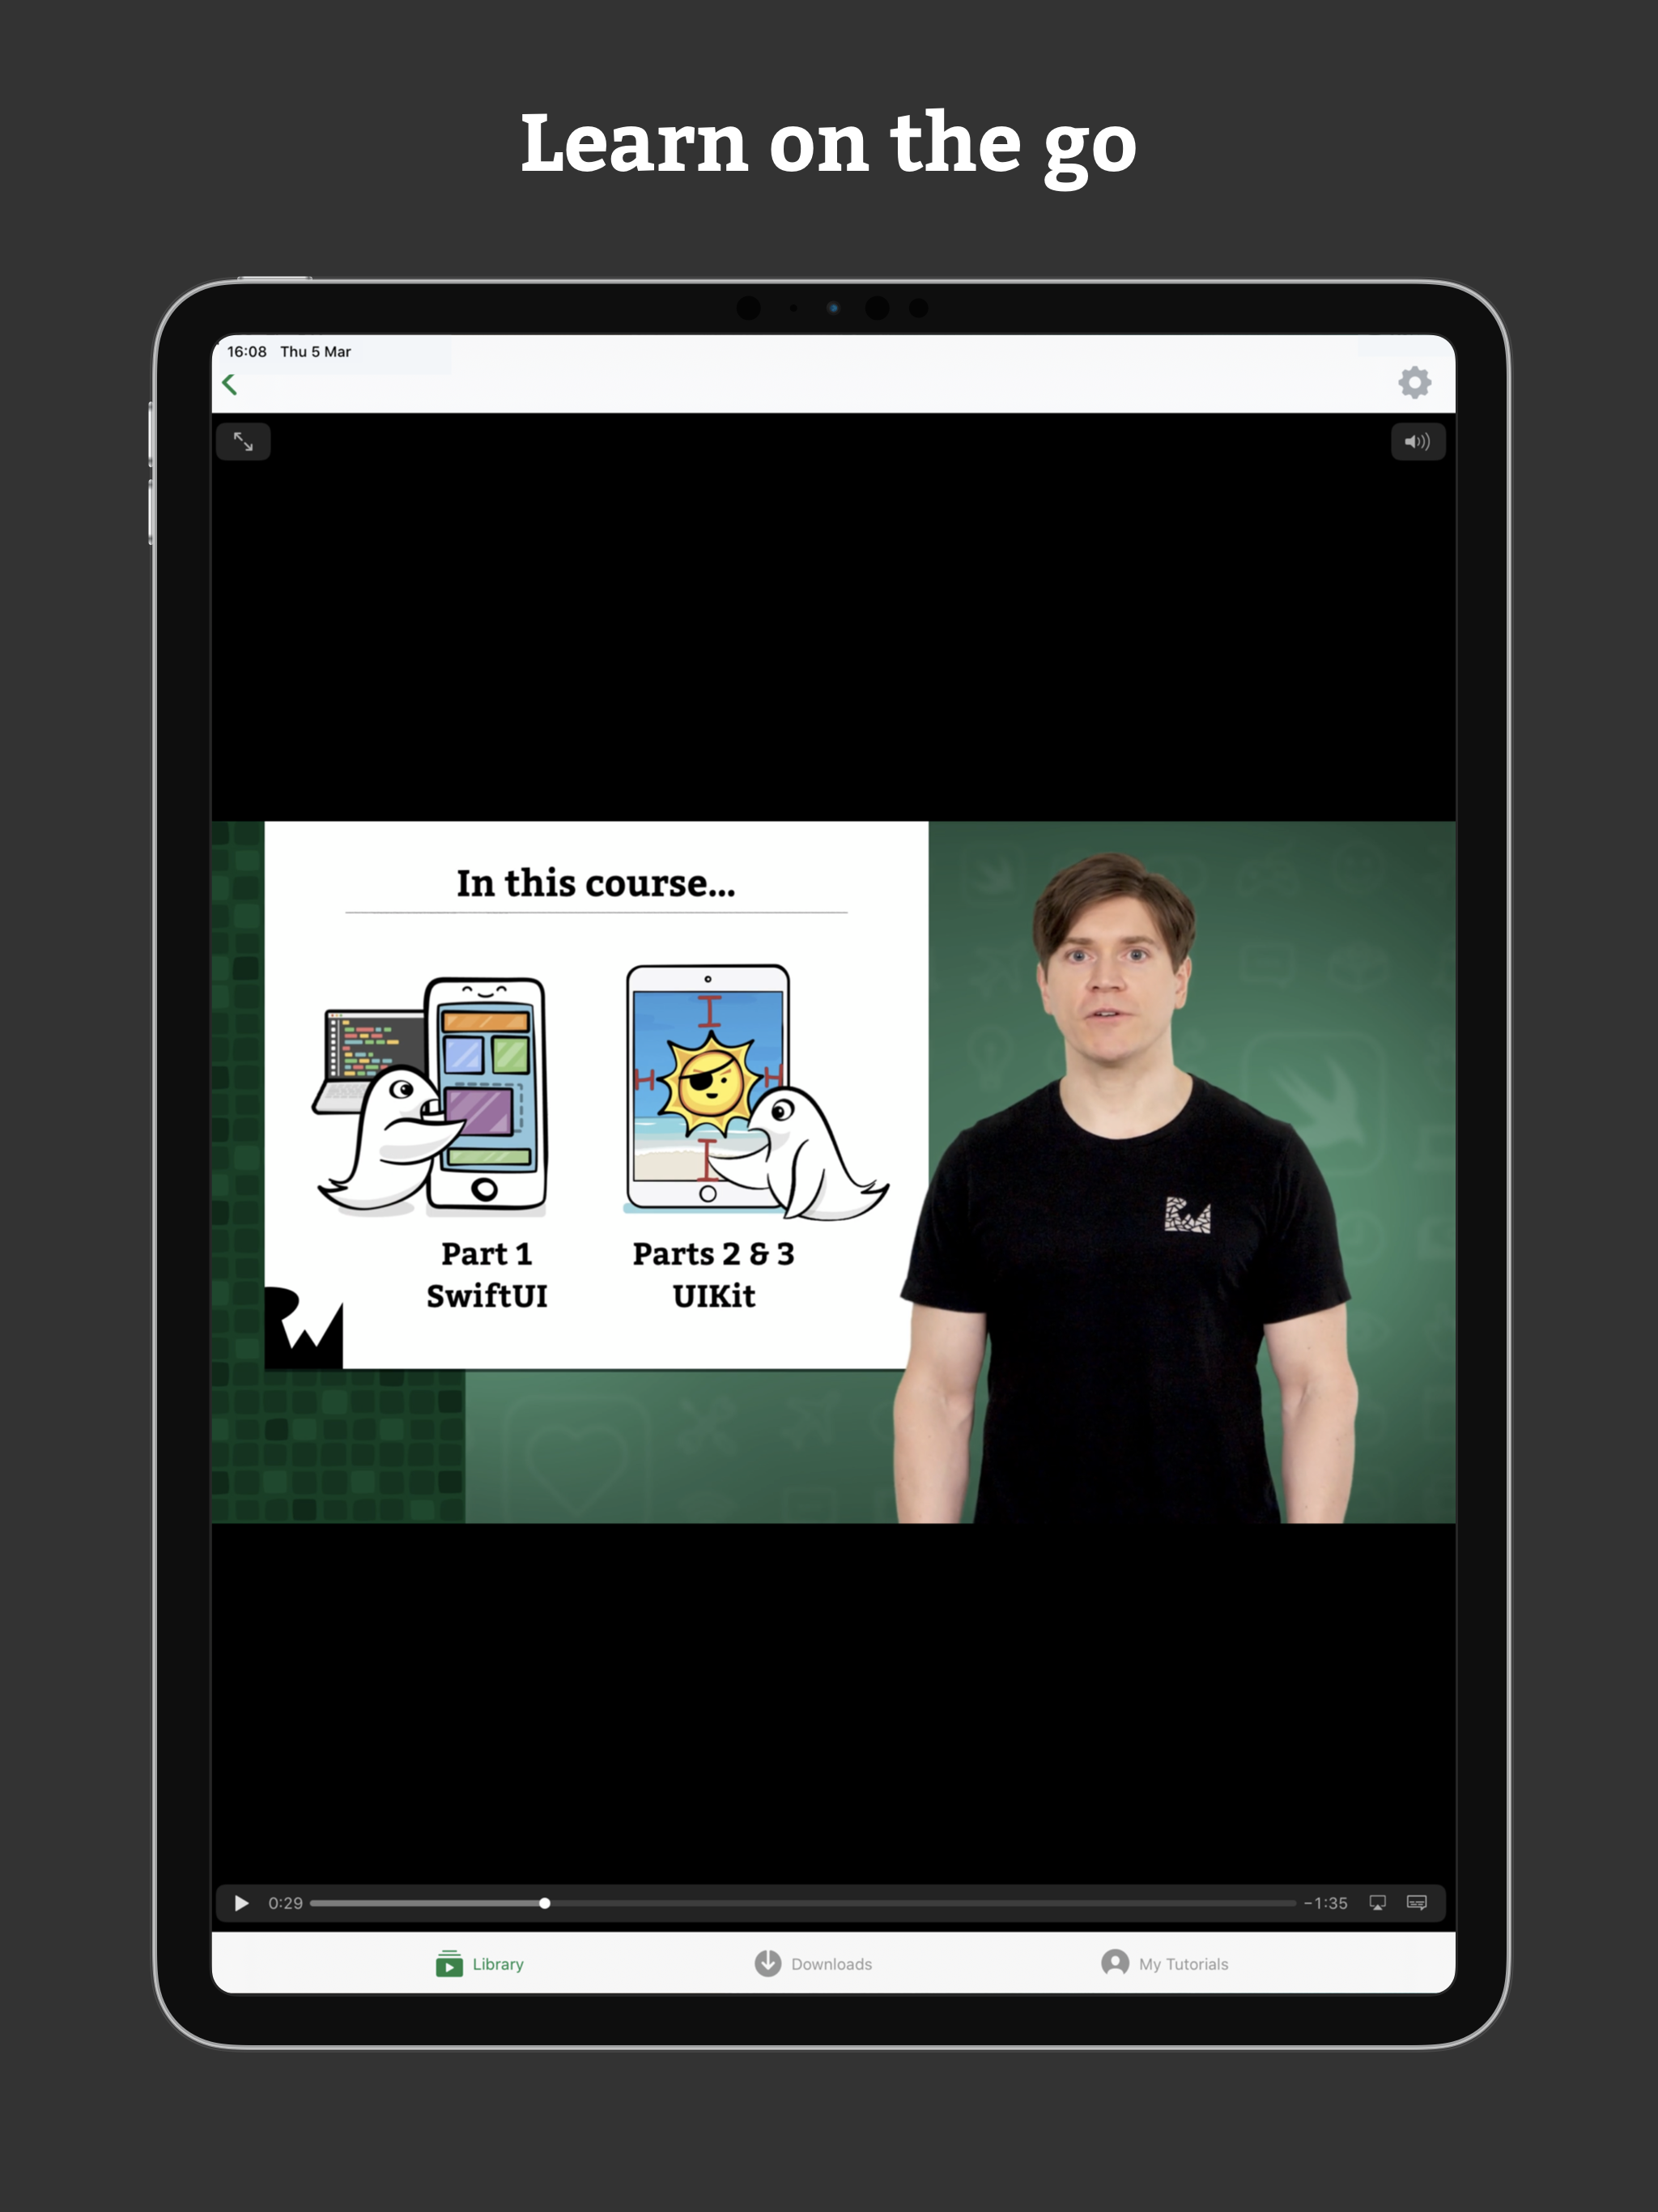 Learn on the go
16:08 Thu 5 Mar
In this course...
Part 1
SwiftUI
Parts 2 & 3
UIKit
0:29
-1:35
Library
Downloads
My Tutorials